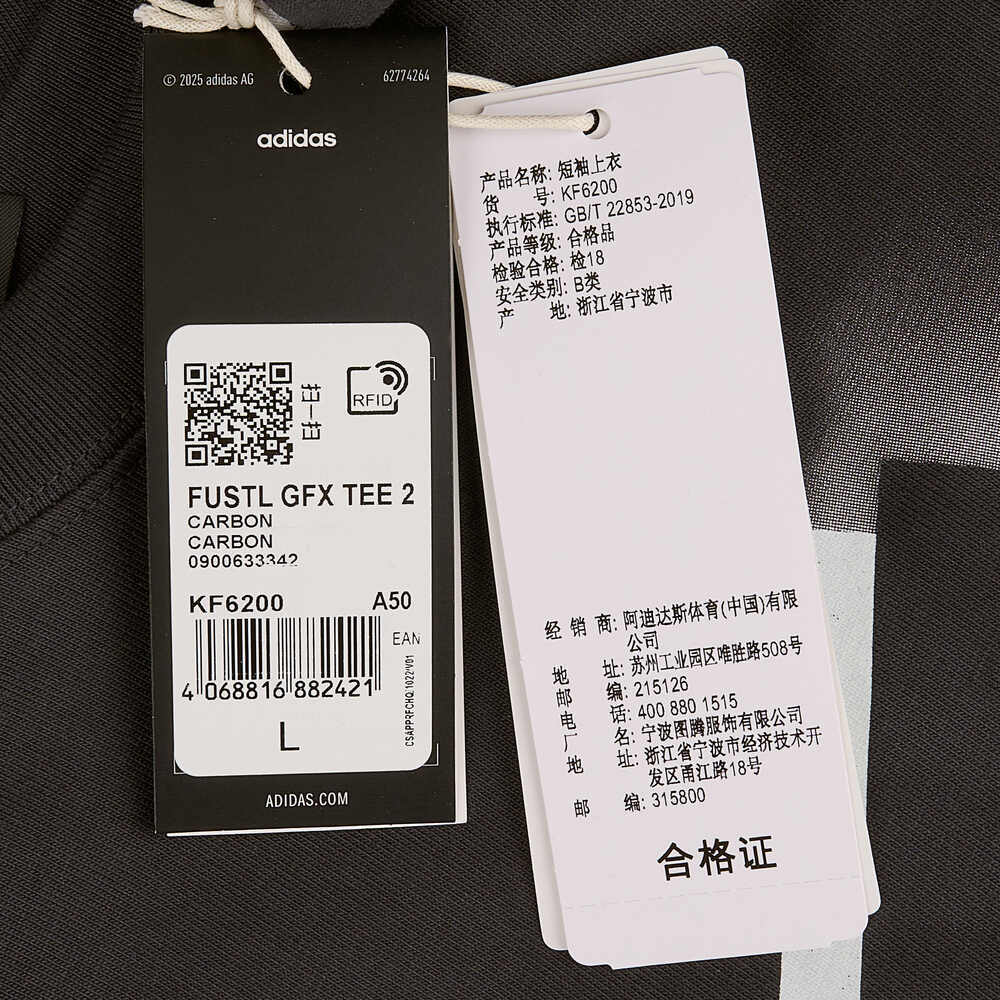 © 2025 adidas AG
62774264
adidas
扫一扫
RFID
FUSTL GFX TEE 2
CARBON
CARBON
0900633342
KF6200
A50
EAN
4 068816 882421
CSAPPRFCHQ.1022'V01
L
ADIDAS.COM
产品名称: 短袖上衣
货 号: KF6200
执行标准: GB/T 22853-2019
产品等级: 合格品
检验合格: 检18
安全类别: B类
产 地: 浙江省宁波市
经 销 商: 阿迪达斯体育(中国)有限
公司
地 址: 苏州工业园区唯胜路508号
邮 编: 215126
电 话: 400 880 1515
厂 名: 宁波图腾服饰有限公司
地 址: 浙江省宁波市经济技术开
发区甬江路18号
邮 编: 315800
合格证